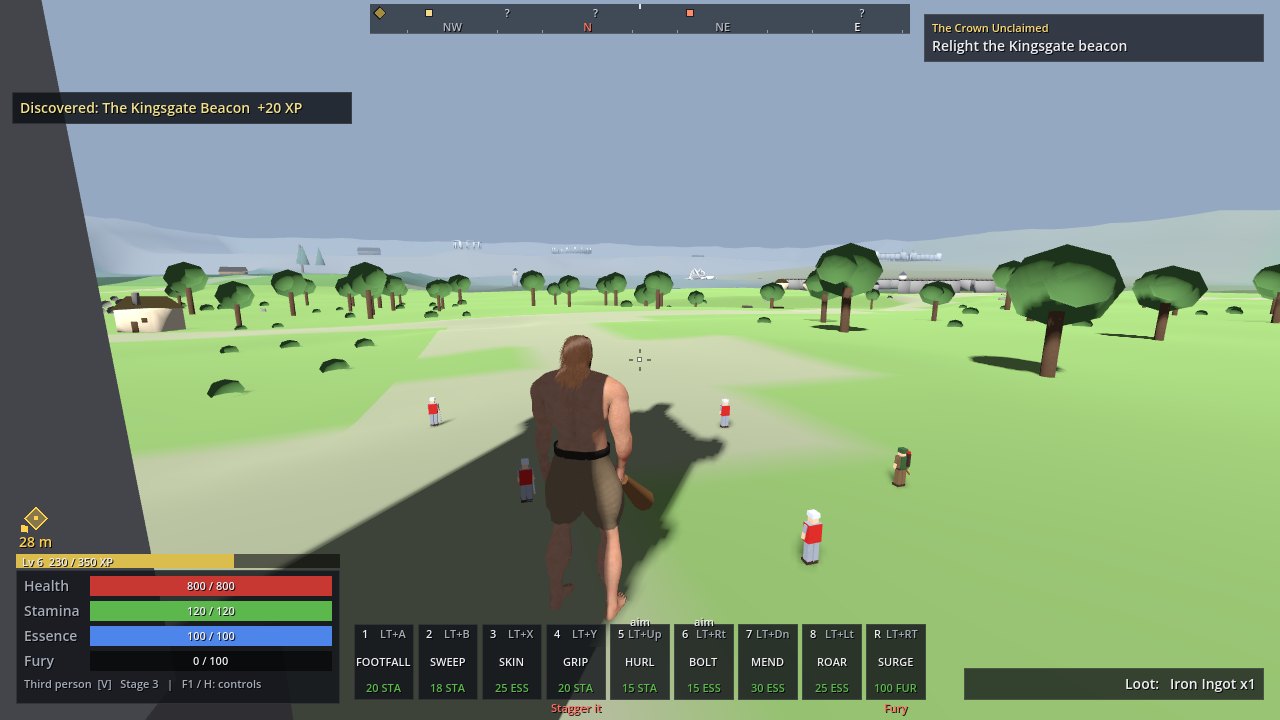 ? ? ?
NW N NE E
The Crown Unclaimed
Relight the Kingsgate beacon
Discovered: The Kingsgate Beacon +20 XP
28 m
Lv 6 230 / 350 XP
Health 800 / 800
Stamina 120 / 120
Essence 100 / 100
Fury 0 / 100
Third person [V] Stage 3 | F1 / H: controls
aim aim
1 LT+A 2 LT+B 3 LT+X 4 LT+Y 5 LT+Up 6 LT+Rt 7 LT+Dn 8 LT+Lt R LT+RT
FOOTFALL SWEEP SKIN GRIP HURL BOLT MEND ROAR SURGE
20 STA 18 STA 25 ESS 20 STA 15 STA 15 ESS 30 ESS 25 ESS 100 FUR
Stagger it Fury
Loot: Iron Ingot x1